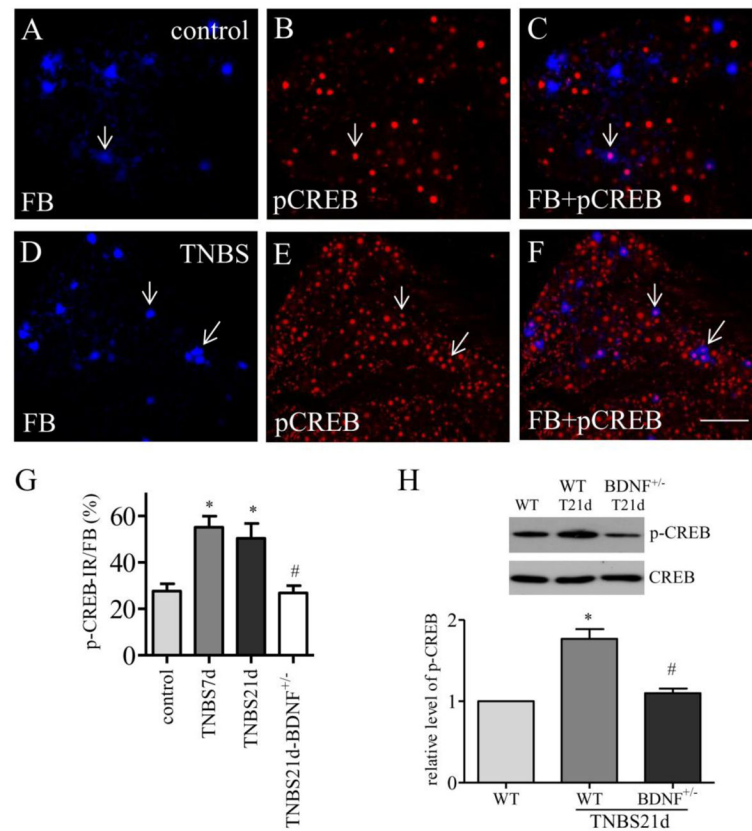 A control
B
C
FB
pCREB
FB+pCREB
D TNBS
E
F
FB
pCREB
FB+pCREB
G
p-CREB-IR/FB (%)
60
40
20
0
*
*
#
control
TNBS7d
TNBS21d
TNBS21d-BDNF+/-
H
WT BDNF+/-
WT T21d T21d
p-CREB
CREB
relative level of p-CREB
2
1
0
*
#
WT WT BDNF+/-
TNBS21d